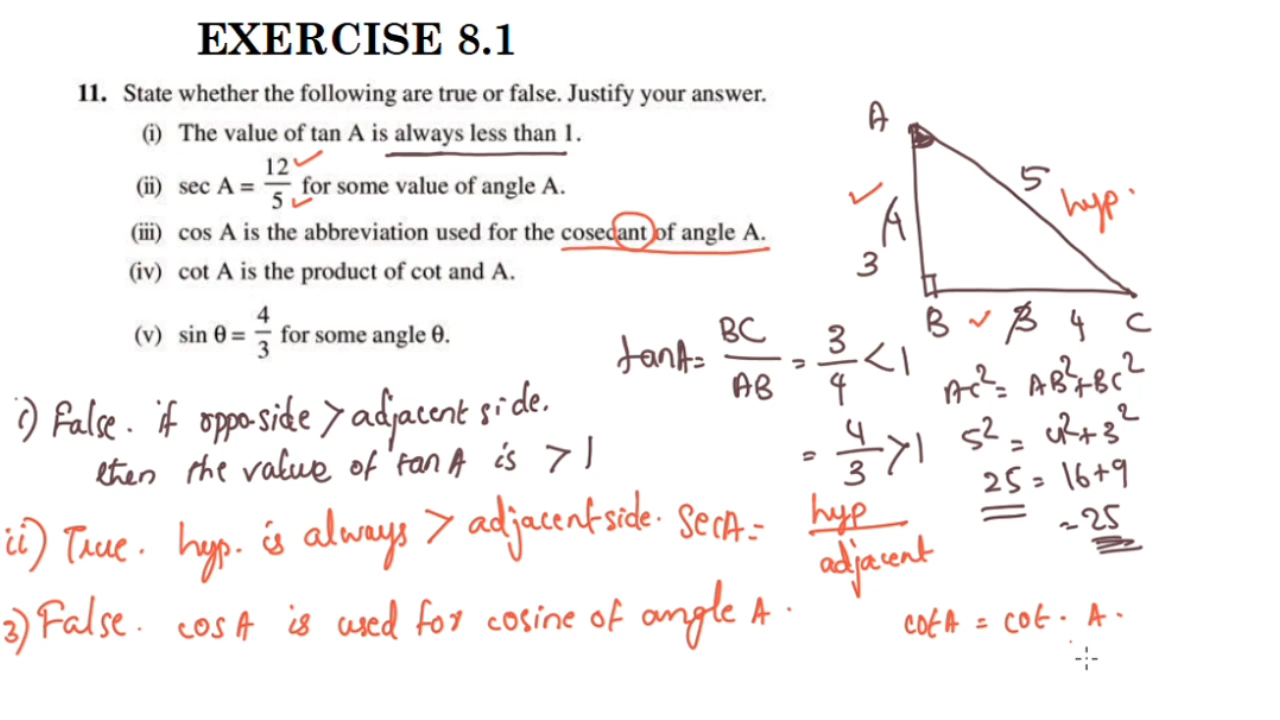 EXERCISE 8.1
11. State whether the following are true or false. Justify your answer.
(i) The value of tan A is always less than 1.
(ii) sec A = 12/5 for some value of angle A.
(iii) cos A is the abbreviation used for the cosecant of angle A.
(iv) cot A is the product of cot and A.
(v) sin θ = 4/3 for some angle θ.
A
5
hyp.
4
3
B 3 4 C
tanA = BC/AB = 3/4 < 1
= 4/3 > 1
AC² = AB² + BC²
5² = 4² + 3²
25 = 16+9
= 25
i) False. if oppo. side > adjacent side.
then the value of tan A is > 1
ii) True. hyp. is always > adjacent side. SecA = hyp/adjacent
3) False. cos A is used for cosine of angle A.
cotA = cot. A.